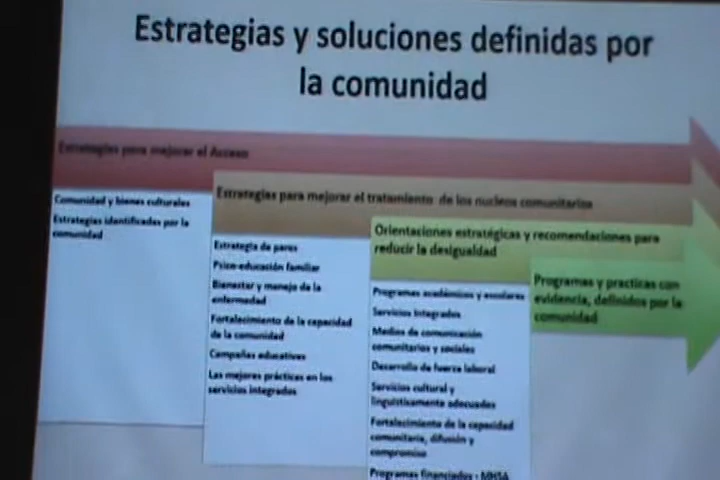 Estrategias y soluciones definidas por
la comunidad
Estrategias para mejorar el Acceso
Comunidad y bienes culturales
Estrategias identificadas por la
comunidad
Estrategias para mejorar el tratamiento de los nucleos comunitarios
Estrategia de pares
Psico-educación familiar
Bienestar y manejo de la
enfermedad
Fortalecimiento de la capacidad
de la comunidad
Campañas educativas
Las mejores prácticas en los
servicios integrados
Orientaciones estratégicas y recomendaciones para
reducir la desigualdad
Programas académicos y escolares
Servicios integrados
Medios de comunicación
comunitarios y sociales
Desarrollo de fuerza laboral
Servicios cultural y
linguisticamente adecuados
Fortalecimiento de la capacidad
comunitaria, difusión y
compromiso
Programas financiados - MHSA
Programas y practicas con
evidencia, definidos por la
comunidad